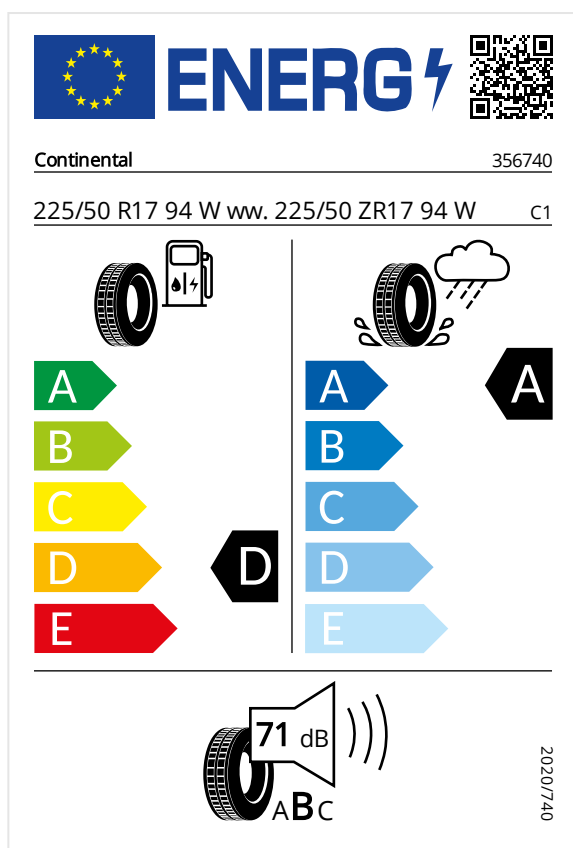 ENERG
Continental 356740
225/50 R17 94 W ww. 225/50 ZR17 94 W C1
A A A
B B
C C
D D D
E E
71 dB
ABC
2020/740